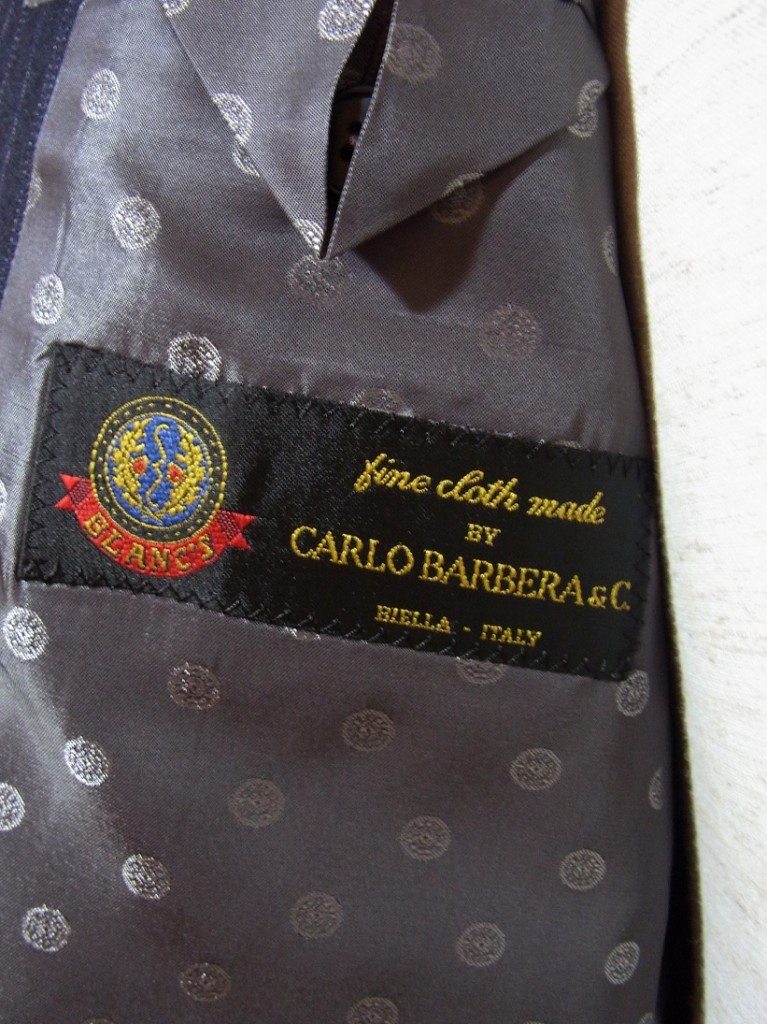 BLANC'S
fine cloth made
BY
CARLO BARBERA & C.
BIELLA - ITALY